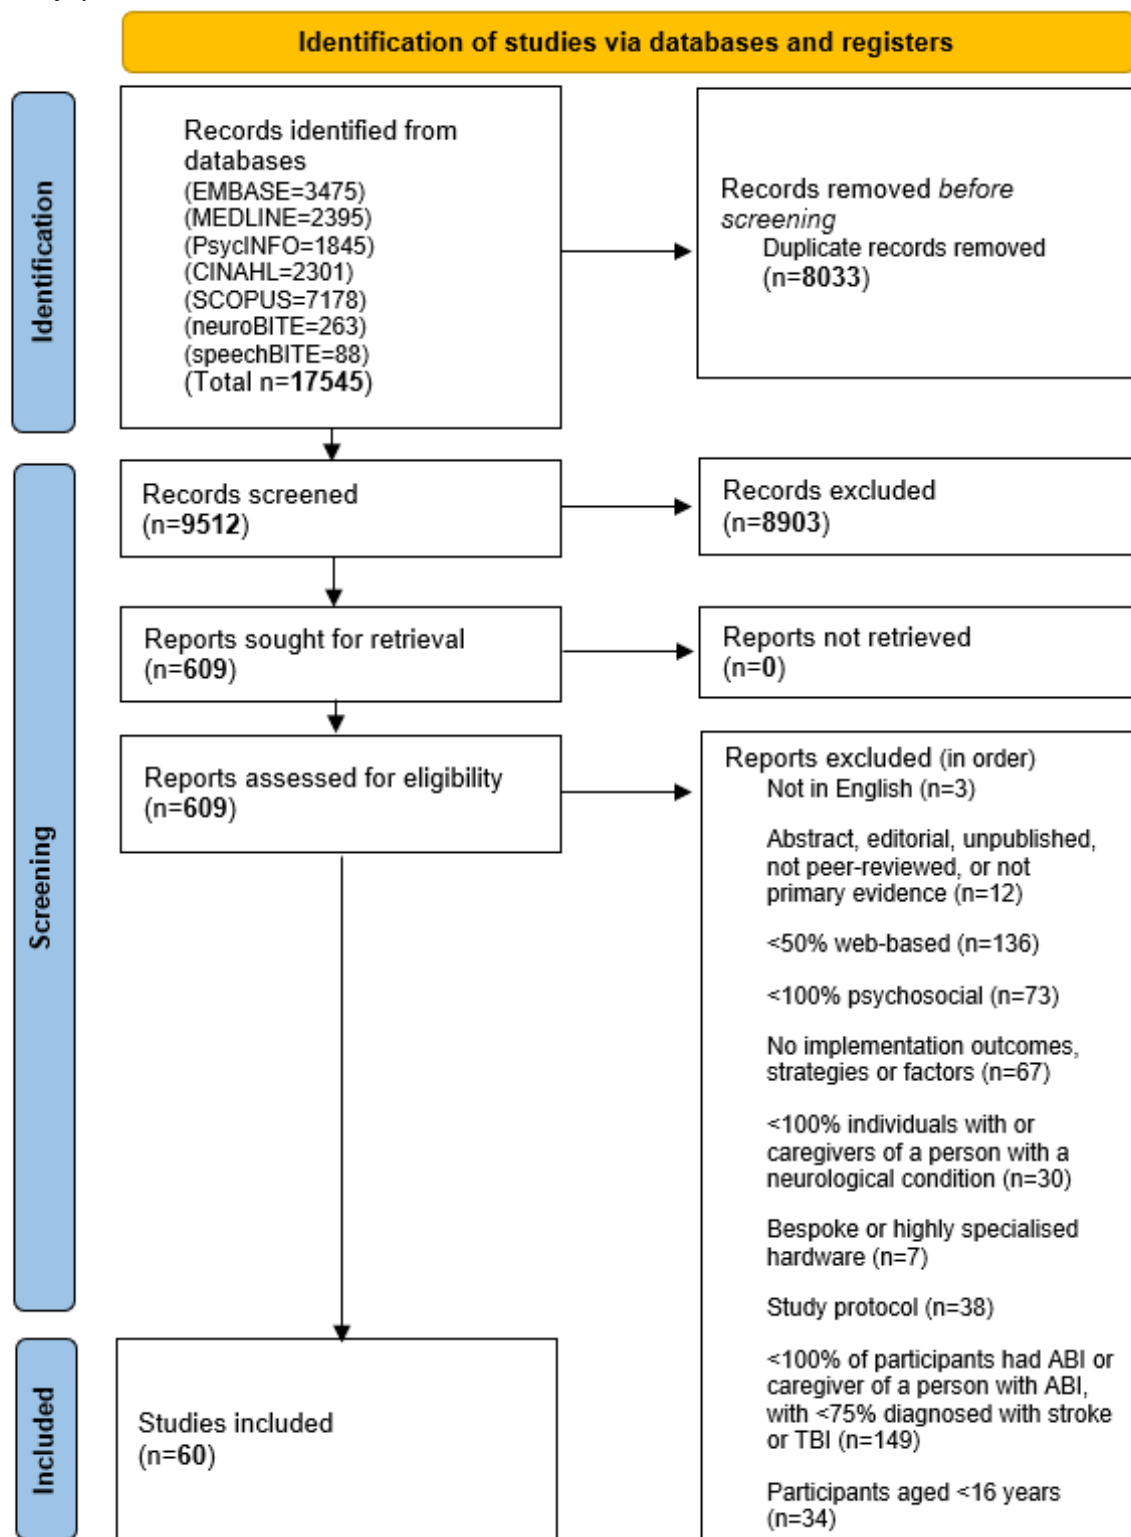 Identification of studies via databases and registers
Identification
Records identified from
databases
(EMBASE=3475)
(MEDLINE=2395)
(PsycINFO=1845)
(CINAHL=2301)
(SCOPUS=7178)
(neuroBITE=263)
(speechBITE=88)
(Total n=17545)
Records removed before
screening
Duplicate records removed
(n=8033)
Screening
Records screened
(n=9512)
Records excluded
(n=8903)
Reports sought for retrieval
(n=609)
Reports not retrieved
(n=0)
Reports assessed for eligibility
(n=609)
Reports excluded (in order)
Not in English (n=3)
Abstract, editorial, unpublished,
not peer-reviewed, or not
primary evidence (n=12)
<50% web-based (n=136)
<100% psychosocial (n=73)
No implementation outcomes,
strategies or factors (n=67)
<100% individuals with or
caregivers of a person with a
neurological condition (n=30)
Bespoke or highly specialised
hardware (n=7)
Study protocol (n=38)
<100% of participants had ABI or
caregiver of a person with ABI,
with <75% diagnosed with stroke
or TBI (n=149)
Participants aged <16 years
(n=34)
Included
Studies included
(n=60)